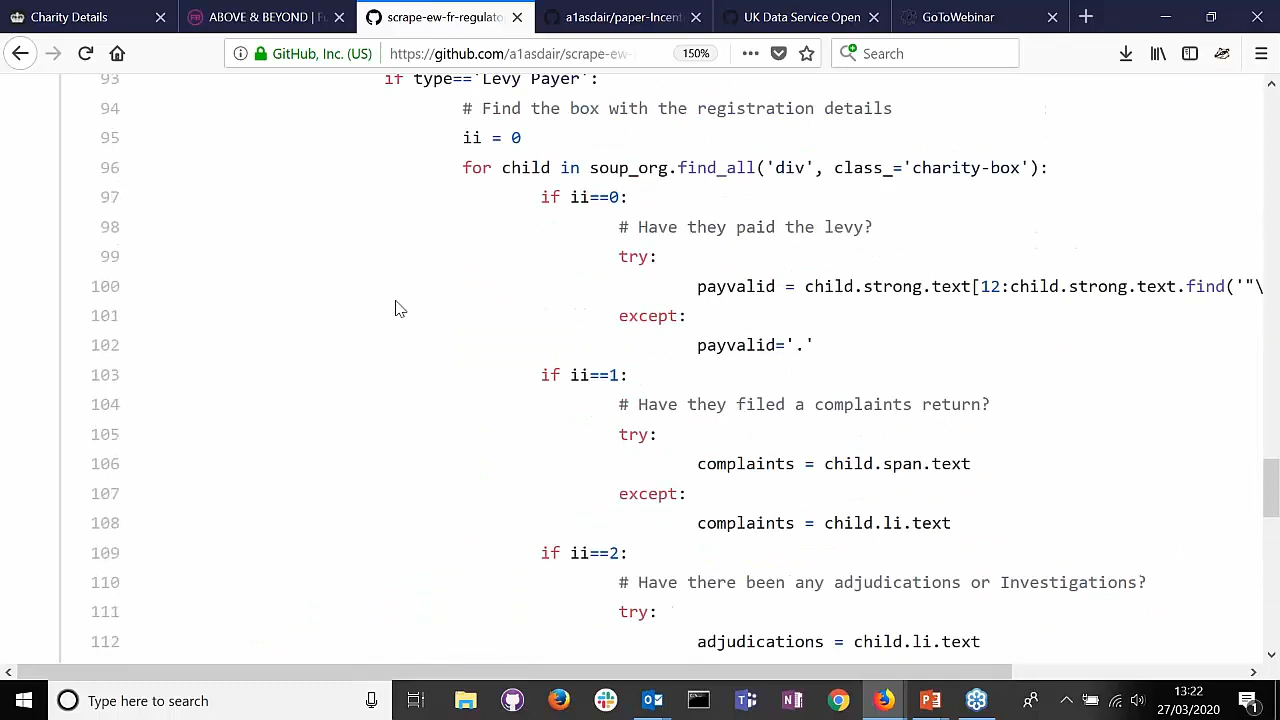 Charity Details
ABOVE & BEYOND | Fu
scrape-ew-fr-regulato
a1asdair/paper-Incent
UK Data Service Open
GoToWebinar
GitHub, Inc. (US)
https://github.com/a1asdair/scrape-ew-
150%
Search
93 if type=='Levy Payer':
94 # Find the box with the registration details
95 ii = 0
96 for child in soup_org.find_all('div', class_='charity-box'):
97 if ii==0:
98 # Have they paid the levy?
99 try:
100 payvalid = child.strong.text[12:child.strong.text.find('"\
101 except:
102 payvalid='.'
103 if ii==1:
104 # Have they filed a complaints return?
105 try:
106 complaints = child.span.text
107 except:
108 complaints = child.li.text
109 if ii==2:
110 # Have there been any adjudications or Investigations?
111 try:
112 adjudications = child.li.text
Type here to search
13:22
27/03/2020
1